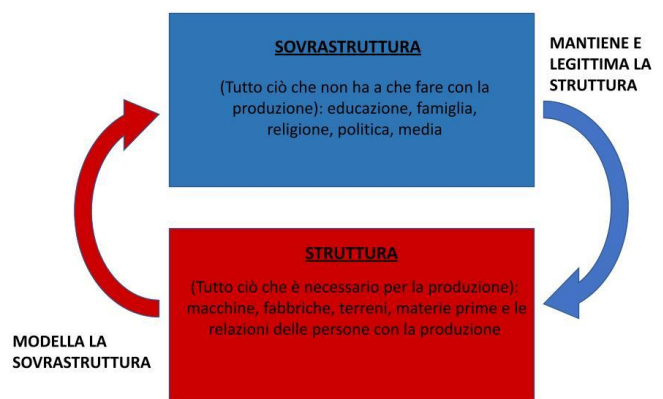 SOVRASTRUTTURA
(Tutto ciò che non ha a che fare con la
produzione): educazione, famiglia,
religione, politica, media
MANTIENE E
LEGITTIMA LA
STRUTTURA
STRUTTURA
(Tutto ciò che è necessario per la produzione):
macchine, fabbriche, terreni, materie prime e le
relazioni delle persone con la produzione
MODELLA LA
SOVRASTRUTTURA